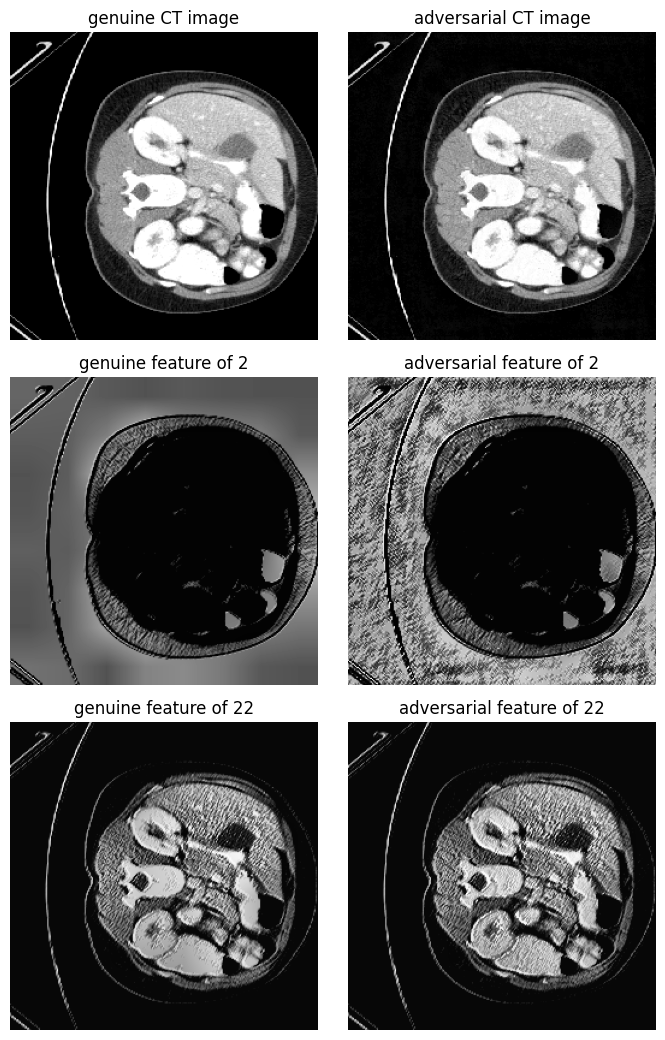 genuine CT image
adversarial CT image
genuine feature of 2
adversarial feature of 2
genuine feature of 22
adversarial feature of 22